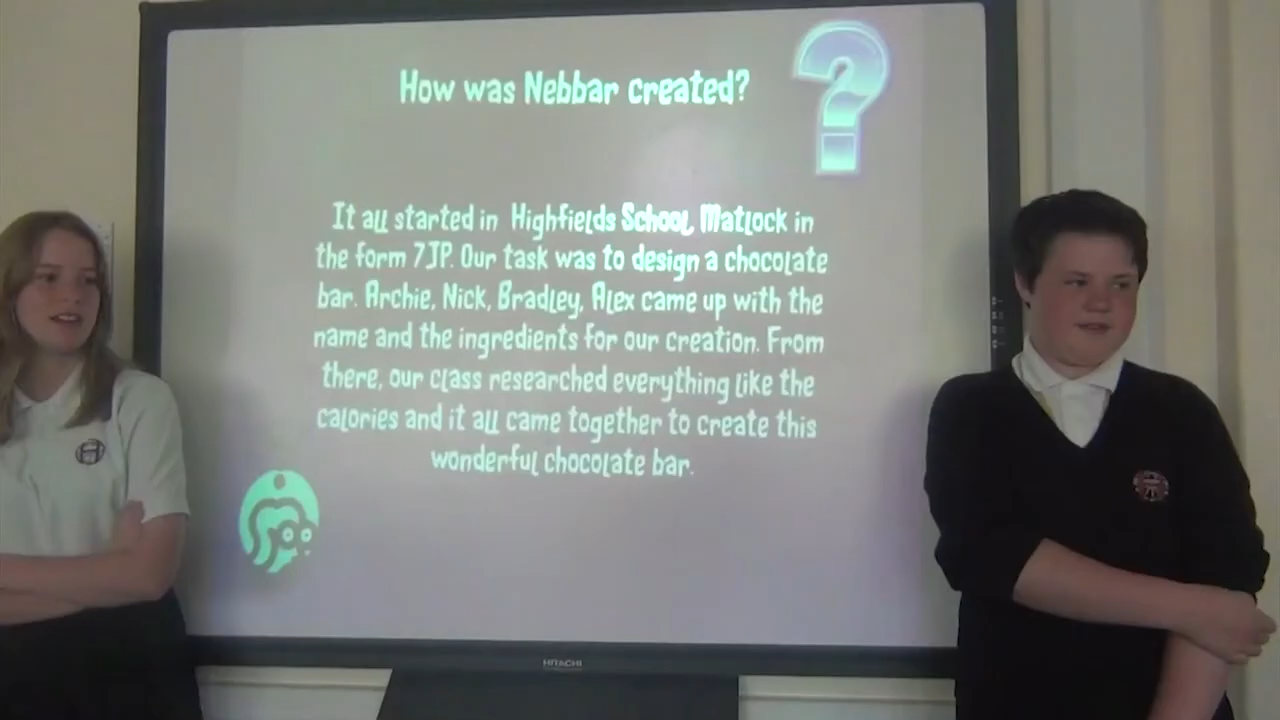 How was Nebbar created?
It all started in Highfields School, Matlock in
the form 7JP. Our task was to design a chocolate
bar. Archie, Nick, Bradley, Alex came up with the
name and the ingredients for our creation. From
there, our class researched everything like the
calories and it all came together to create this
wonderful chocolate bar.
HITACHI